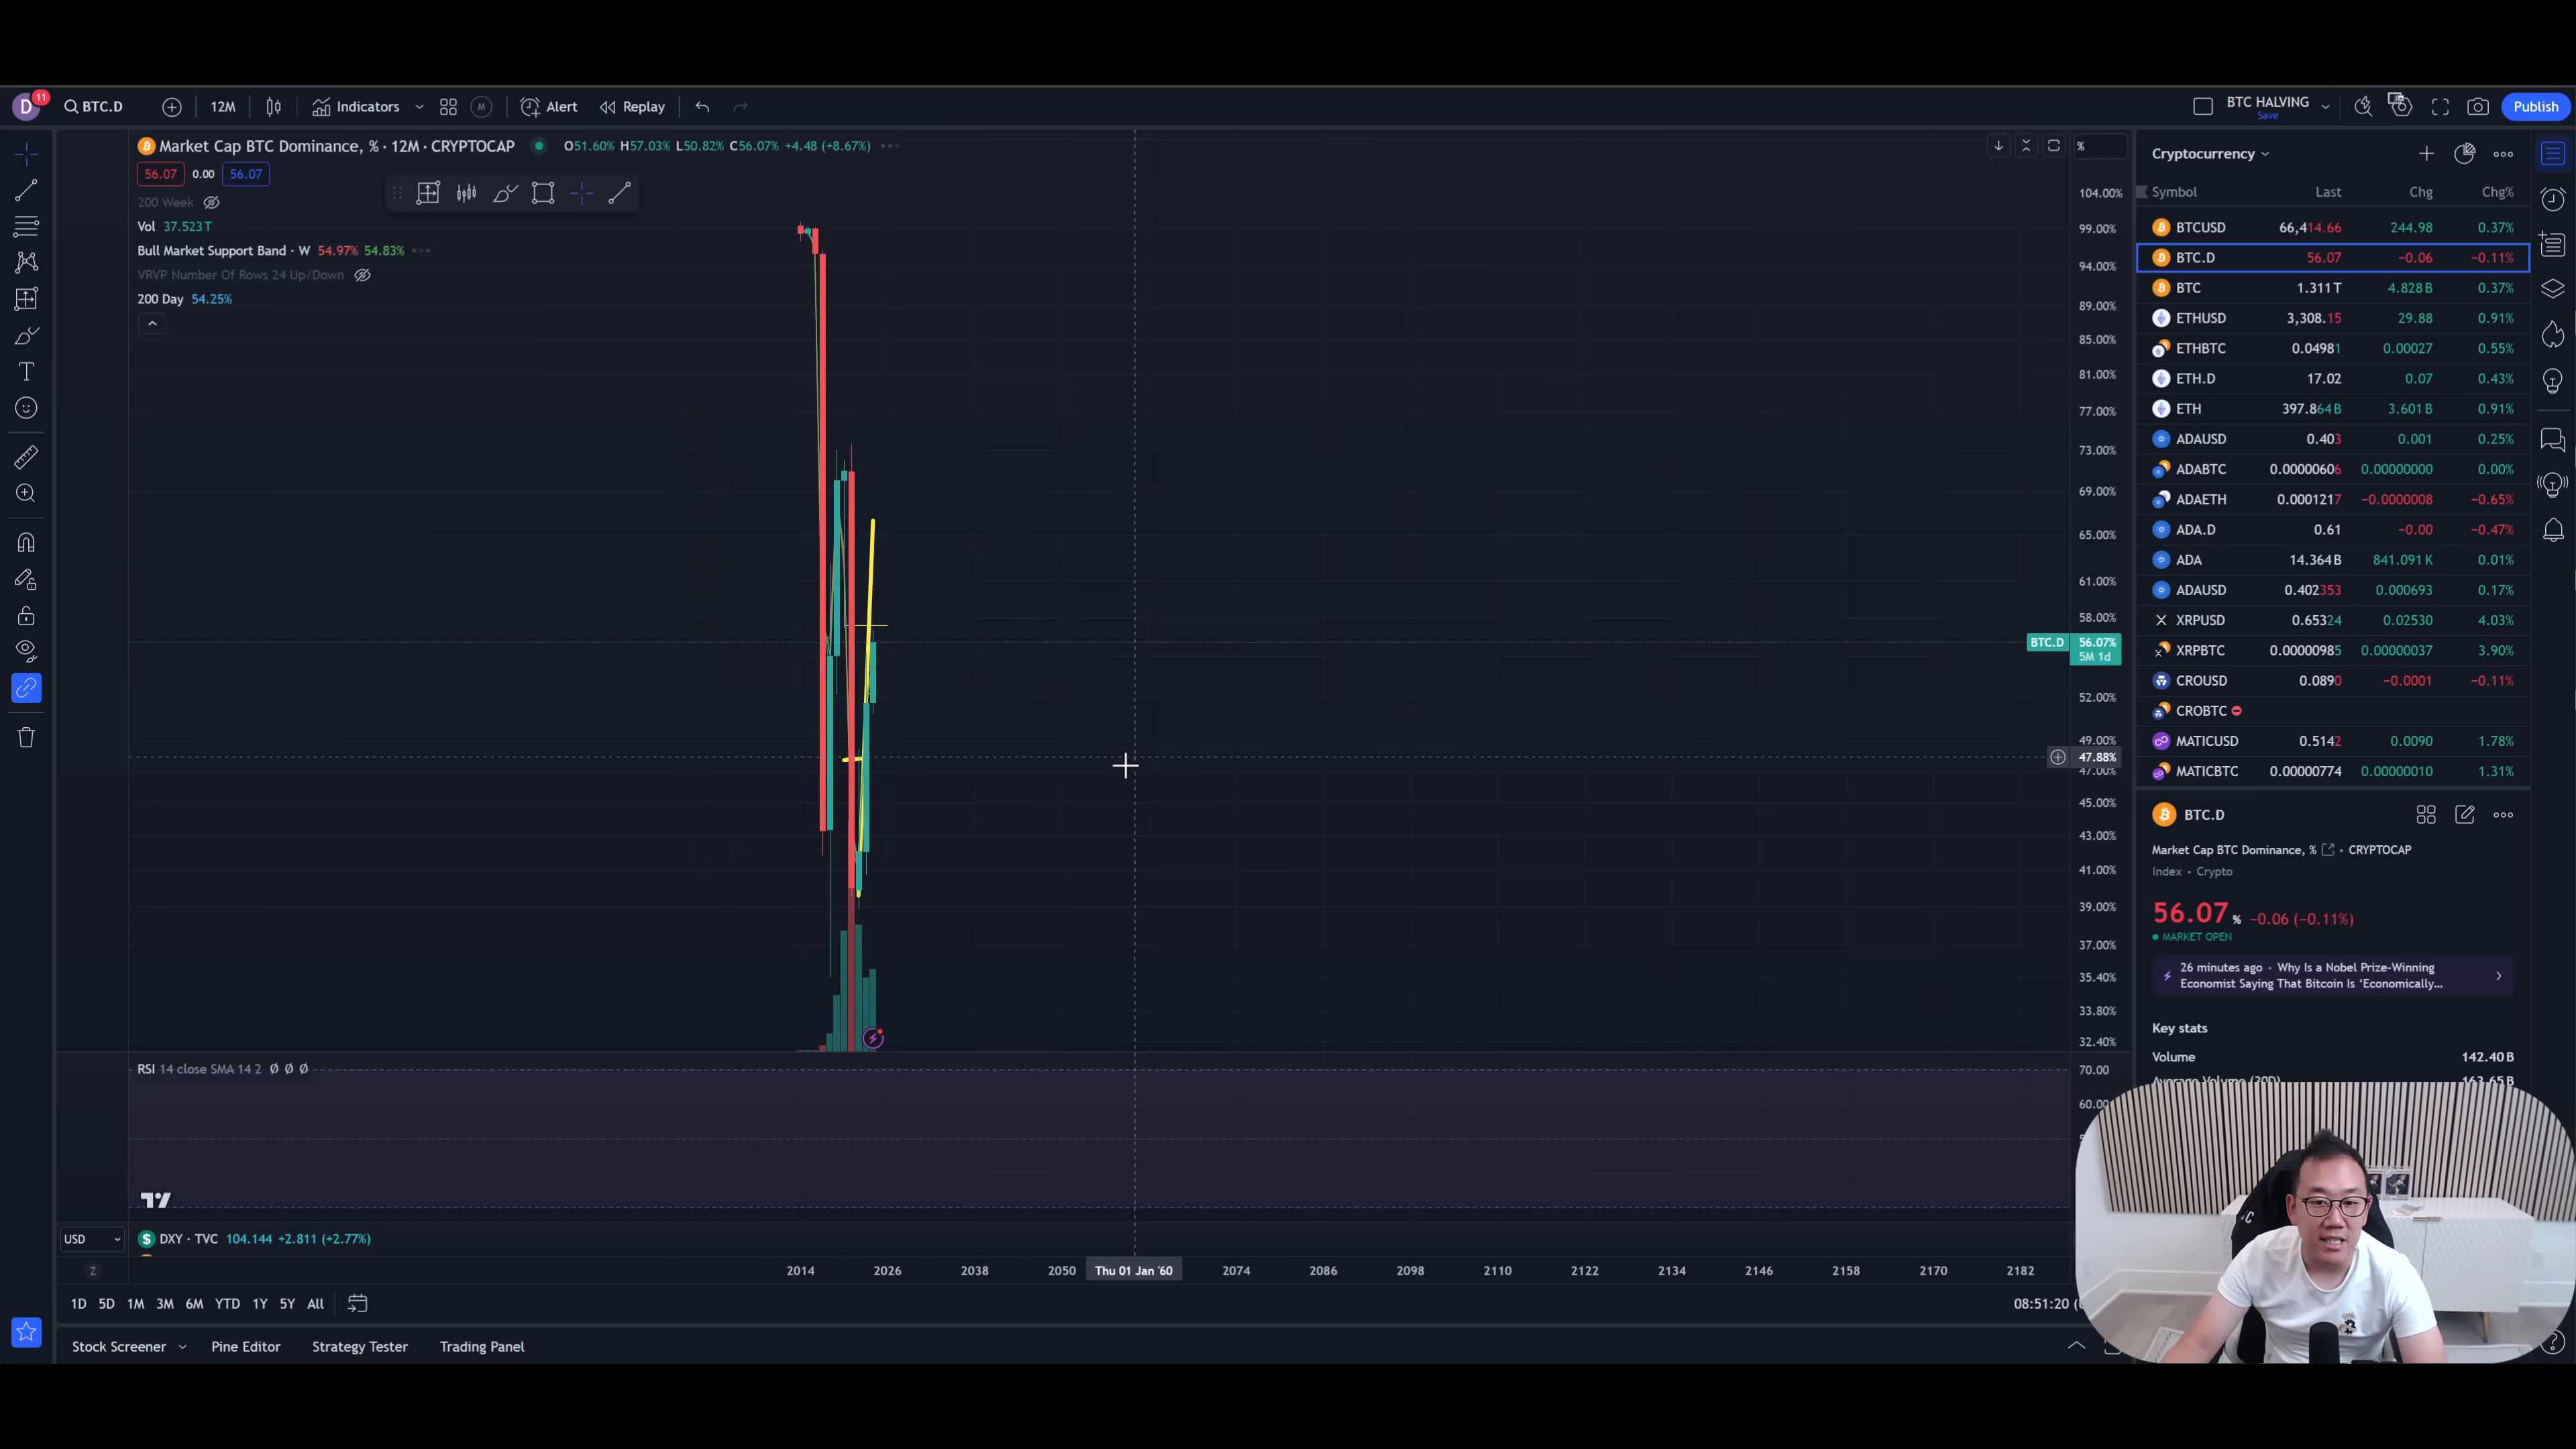 D 11 BTC.D 12M Indicators M Alert Replay BTC HALVING Publish
Save
Market Cap BTC Dominance, % · 12M · CRYPTOCAP O51.60% H57.03% L50.82% C56.07% +4.48 (+8.67%)
56.07 0.00 56.07
200 Week
Vol 37.523T
Bull Market Support Band · W 54.97% 54.83%
VRVP Number Of Rows 24 Up/Down
200 Day 54.25%
%
104.00%
99.00%
94.00%
89.00%
85.00%
81.00%
77.00%
73.00%
69.00%
65.00%
61.00%
58.00%
BTC.D 56.07%
5M 1d
52.00%
49.00%
47.88%
47.00%
45.00%
43.00%
41.00%
39.00%
37.00%
35.40%
33.80%
32.40%
RSI 14 close SMA 14 2 Ø Ø Ø
70.00
60.00
USD DXY · TVC 104.144 +2.811 (+2.77%)
Z 2014 2026 2038 2050 Thu 01 Jan '60 2074 2086 2098 2110 2122 2134 2146 2158 2170 2182
1D 5D 1M 3M 6M YTD 1Y 5Y All 08:51:20
Stock Screener Pine Editor Strategy Tester Trading Panel
Cryptocurrency
Symbol Last Chg Chg%
BTCUSD 66,414.66 244.98 0.37%
BTC.D 56.07 −0.06 −0.11%
BTC 1.311T 4.828B 0.37%
ETHUSD 3,308.15 29.88 0.91%
ETHBTC 0.04981 0.00027 0.55%
ETH.D 17.02 0.07 0.43%
ETH 397.864B 3.601B 0.91%
ADAUSD 0.403 0.001 0.25%
ADABTC 0.00000606 0.00000000 0.00%
ADAETH 0.0001217 −0.0000008 −0.65%
ADA.D 0.61 −0.00 −0.47%
ADA 14.364B 841.091K 0.01%
ADAUSD 0.402353 0.000693 0.17%
XRPUSD 0.65324 0.02530 4.03%
XRPBTC 0.00000985 0.00000037 3.90%
CROUSD 0.0890 −0.0001 −0.11%
CROBTC
MATICUSD 0.5142 0.0090 1.78%
MATICBTC 0.00000774 0.00000010 1.31%
BTC.D
Market Cap BTC Dominance, % • CRYPTOCAP
Index • Crypto
56.07 % −0.06 (−0.11%)
MARKET OPEN
26 minutes ago • Why Is a Nobel Prize-Winning
Economist Saying That Bitcoin Is ‘Economically...
Key stats
Volume 142.40B
Average Volume (30D) 163.65B